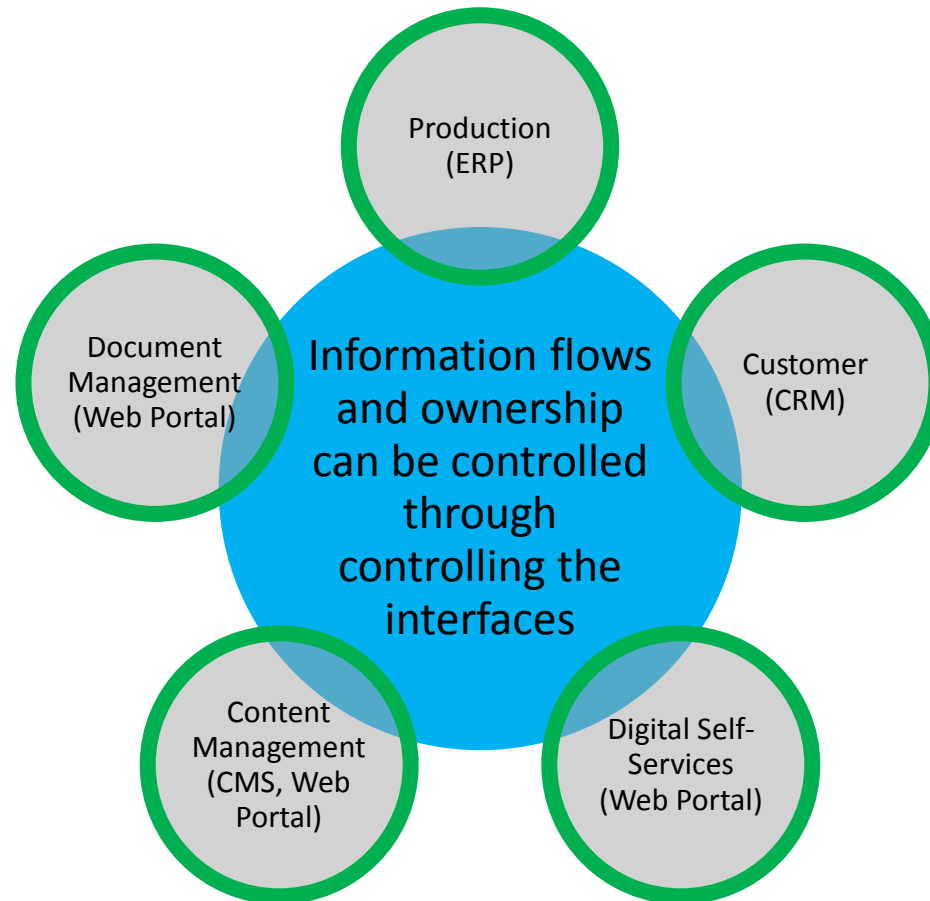 Production
(ERP)
Document
Management
(Web Portal)
Information flows
and ownership
can be controlled
through
controlling the
interfaces
Customer
(CRM)
Content
Management
(CMS, Web
Portal)
Digital Self-
Services
(Web Portal)